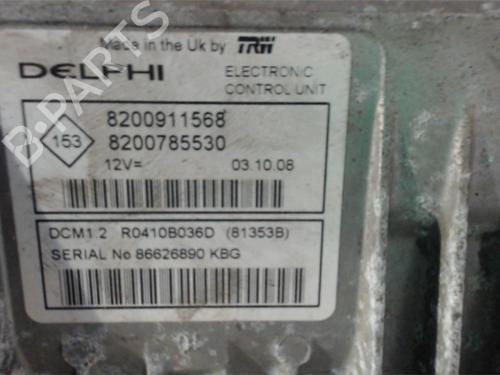 Made in the Uk by TRW
DELPHI
ELECTRONIC
CONTROL UNIT
8200911568
153
8200785530
12V=
03.10.08
DCM1.2 R0410B036D (81353B)
SERIAL No 86626890 KBG
B-PARTS